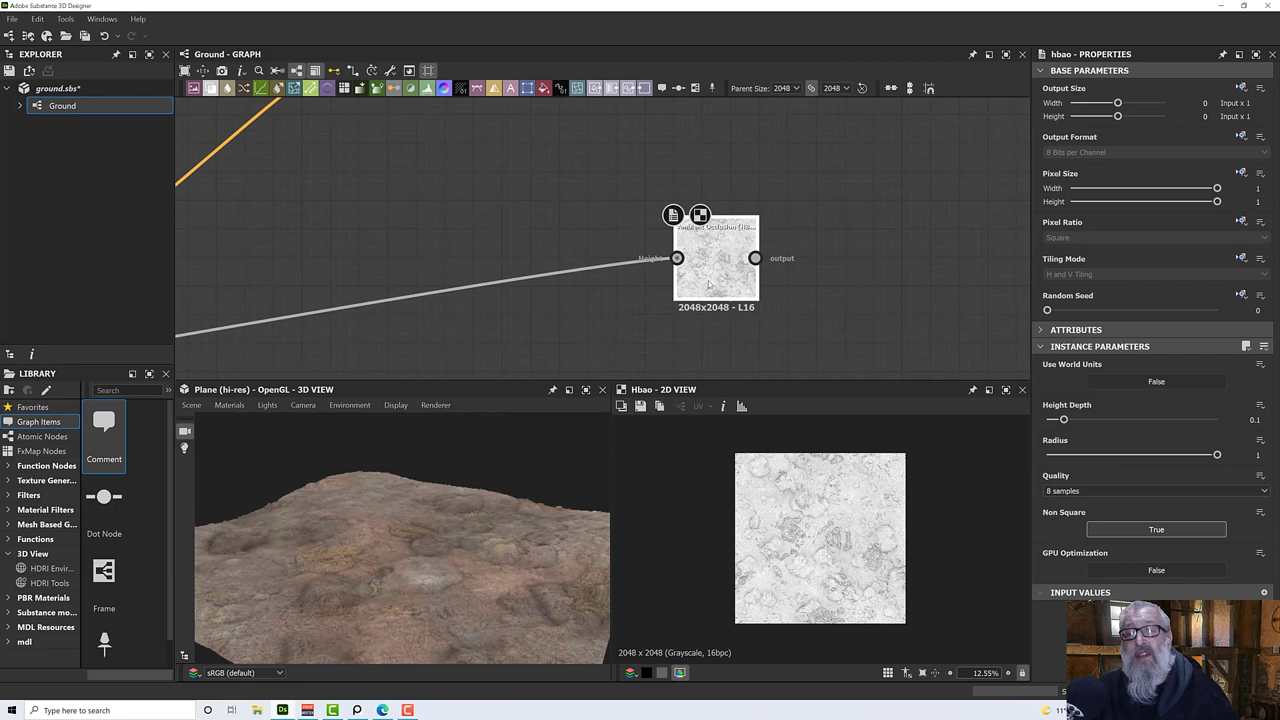 Adobe Substance 3D Designer
File Edit Tools Windows Help
EXPLORER
ground.sbs*
Ground
LIBRARY
Search
Favorites
Graph Items
Atomic Nodes
FxMap Nodes
Function Nodes
Texture Gener...
Filters
Material Filters
Mesh Based G...
Functions
3D View
HDRI Envir...
HDRI Tools
PBR Materials
Substance mo...
MDL Resources
mdl
Comment
Dot Node
Frame
Ground - GRAPH
Parent Size: 2048 2048
Ambient Occlusion (HB...
Height
output
2048x2048 - L16
Plane (hi-res) - OpenGL - 3D VIEW
Scene Materials Lights Camera Environment Display Renderer
sRGB (default)
Hbao - 2D VIEW
UV
2048 x 2048 (Grayscale, 16bpc)
12.55%
hbao - PROPERTIES
BASE PARAMETERS
Output Size
Width 0 Input x 1
Height 0 Input x 1
Output Format
8 Bits per Channel
Pixel Size
Width 1
Height 1
Pixel Ratio
Square
Tiling Mode
H and V Tiling
Random Seed
0
ATTRIBUTES
INSTANCE PARAMETERS
Use World Units
False
Height Depth
0.1
Radius
1
Quality
8 samples
Non Square
True
GPU Optimization
False
INPUT VALUES
Type here to search
Ds